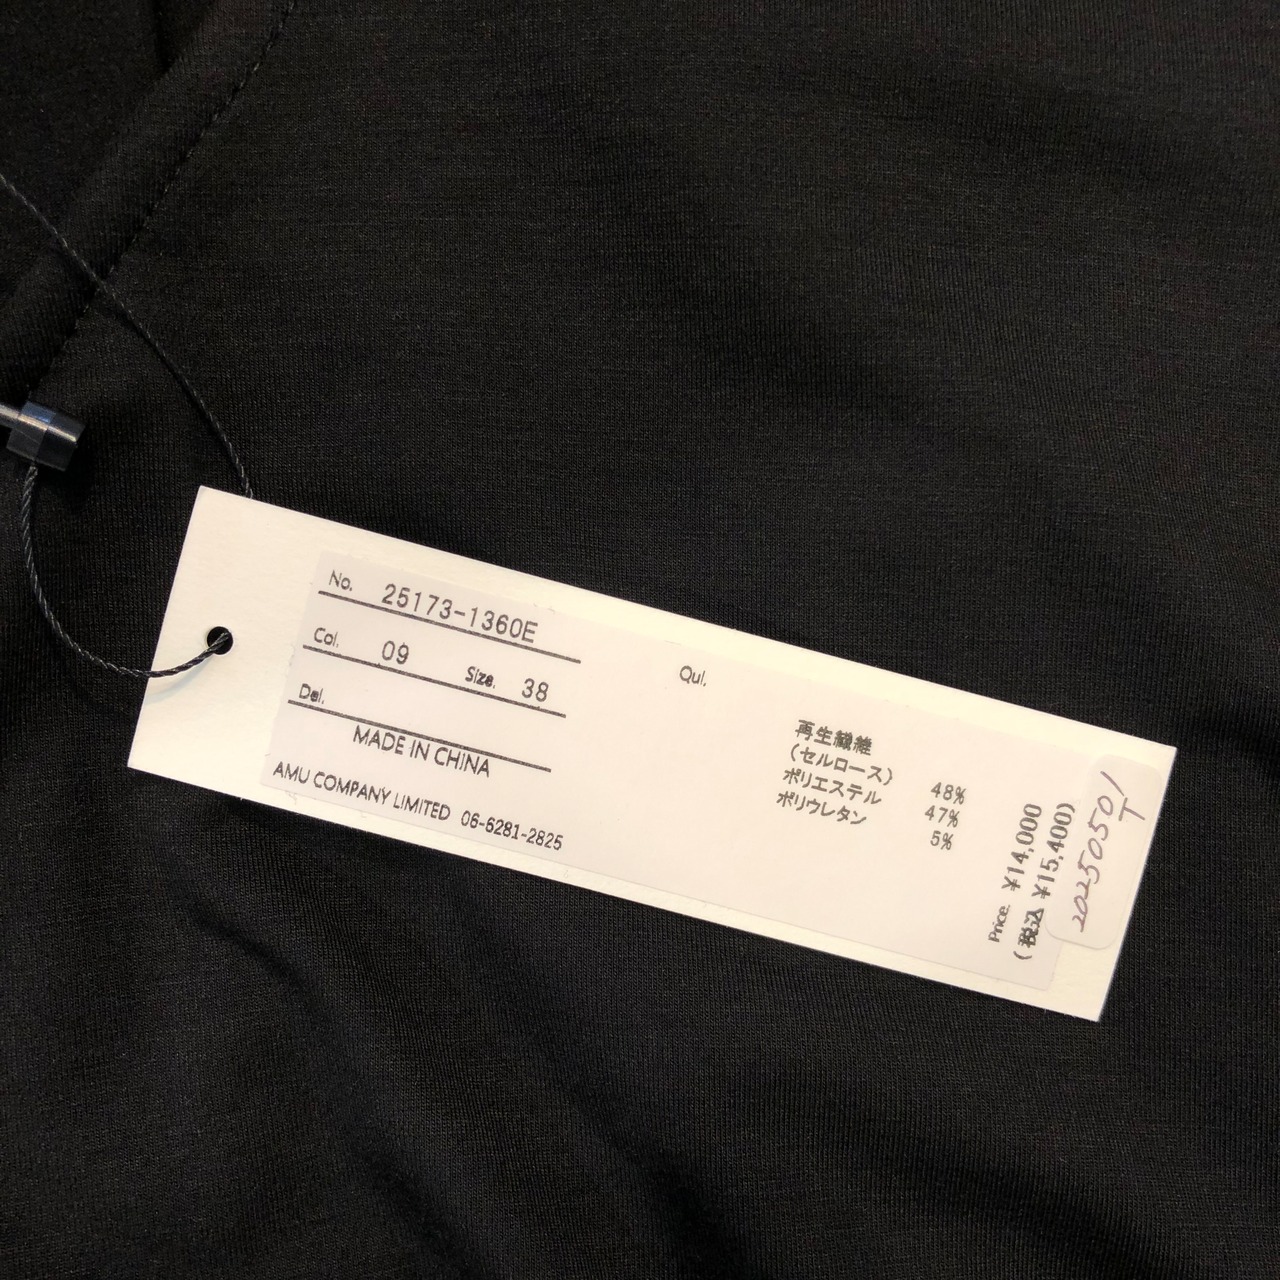 No. 25173-1360E
Col. 09 Size. 38
Del.
MADE IN CHINA
AMU COMPANY LIMITED 06-6281-2825
Qul.
再生繊維
(セルロース) 48%
ポリエステル 47%
ポリウレタン 5%
Price. ¥14,000
(税込 ¥15,400)
20250501
T